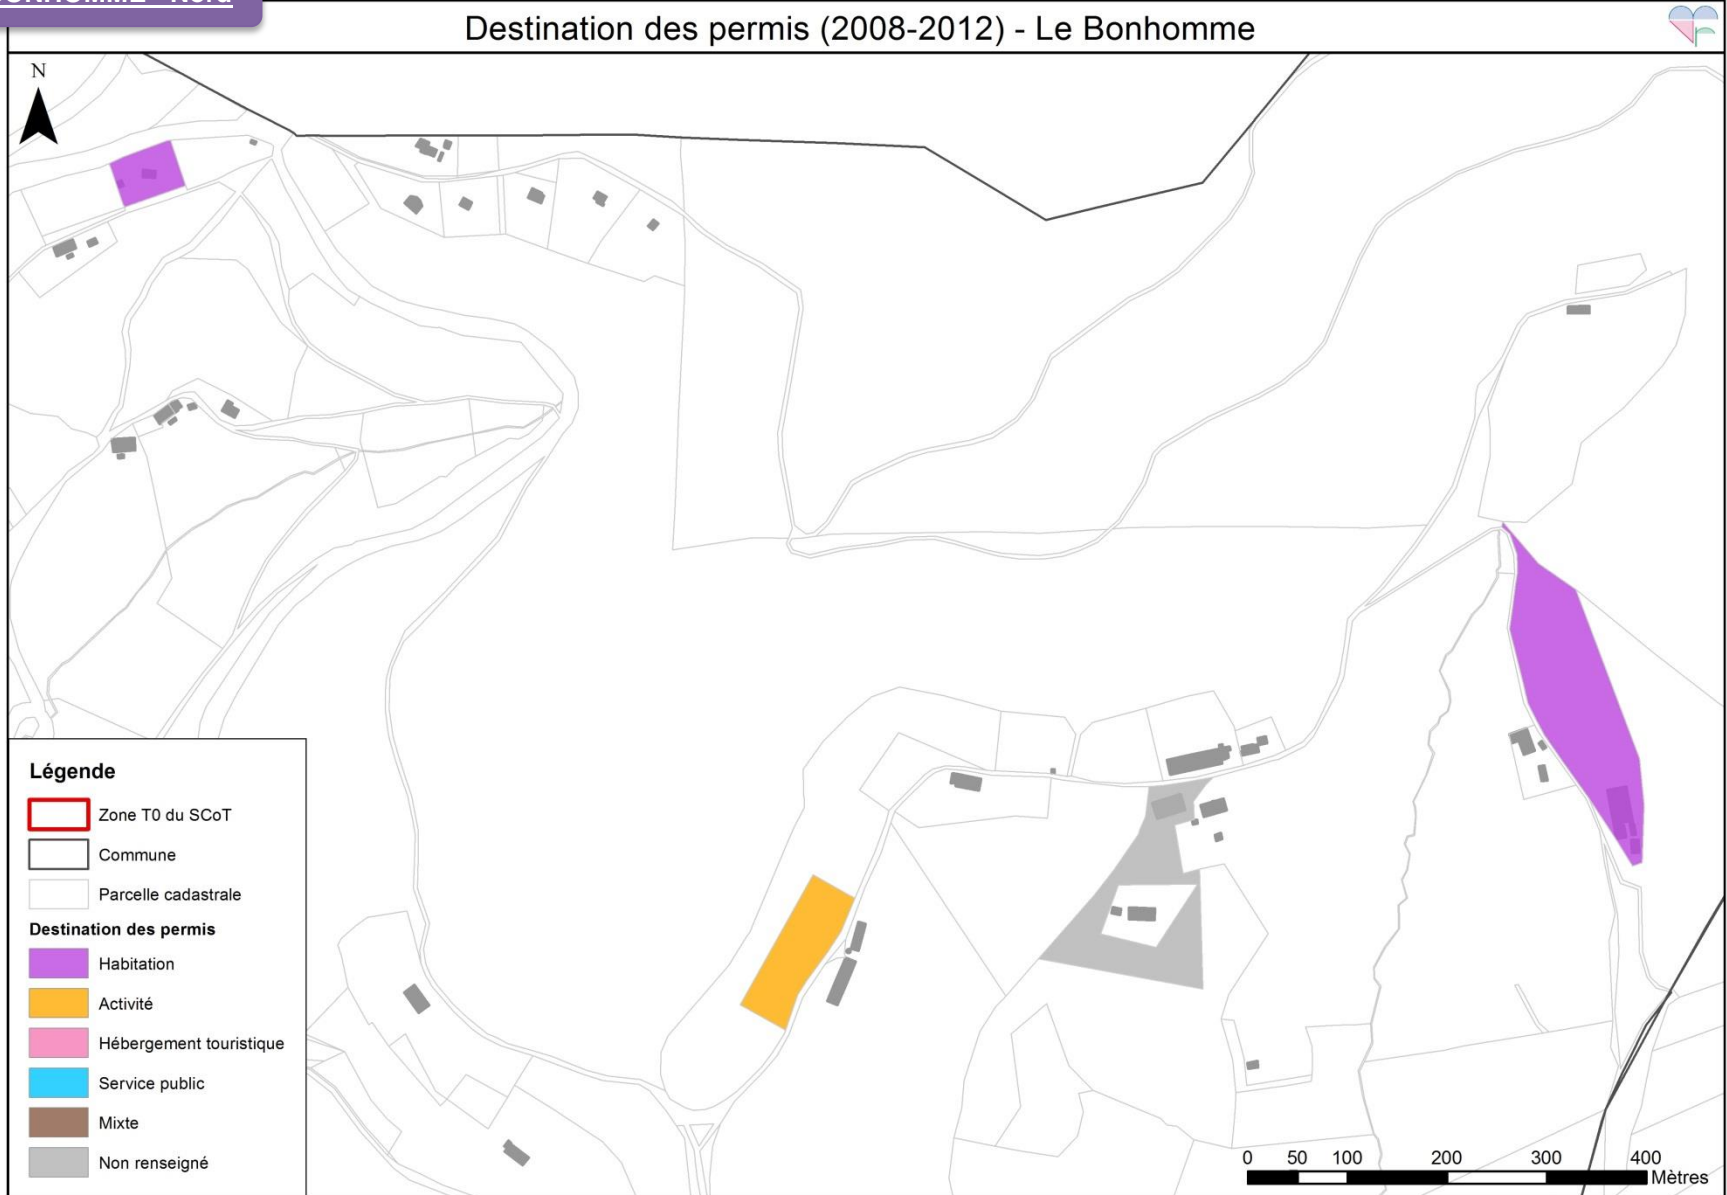 Destination des permis (2008-2012) - Le Bonhomme
N
Légende
Zone T0 du SCoT
Commune
Parcelle cadastrale
Destination des permis
Habitation
Activité
Hébergement touristique
Service public
Mixte
Non renseigné
0 50 100 200 300 400
Mètres